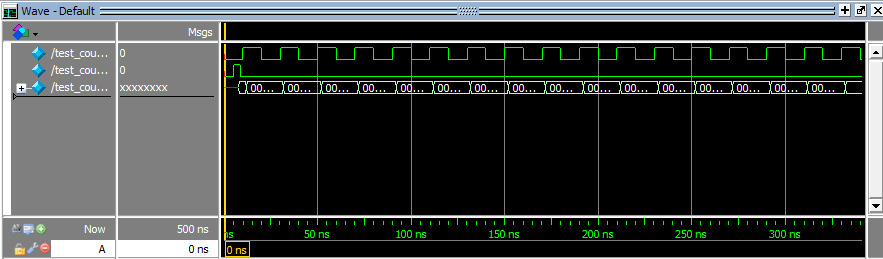 Wave - Default
Msgs
/test_cou... 0
/test_cou... 0
/test_cou... xxxxxxxx 00... 00... 00... 00... 00... 00... 00... 00... 00... 00... 00... 00... 00... 00... 00... 00...
Now 500 ns ns 50 ns 100 ns 150 ns 200 ns 250 ns 300 ns
A 0 ns 0 ns